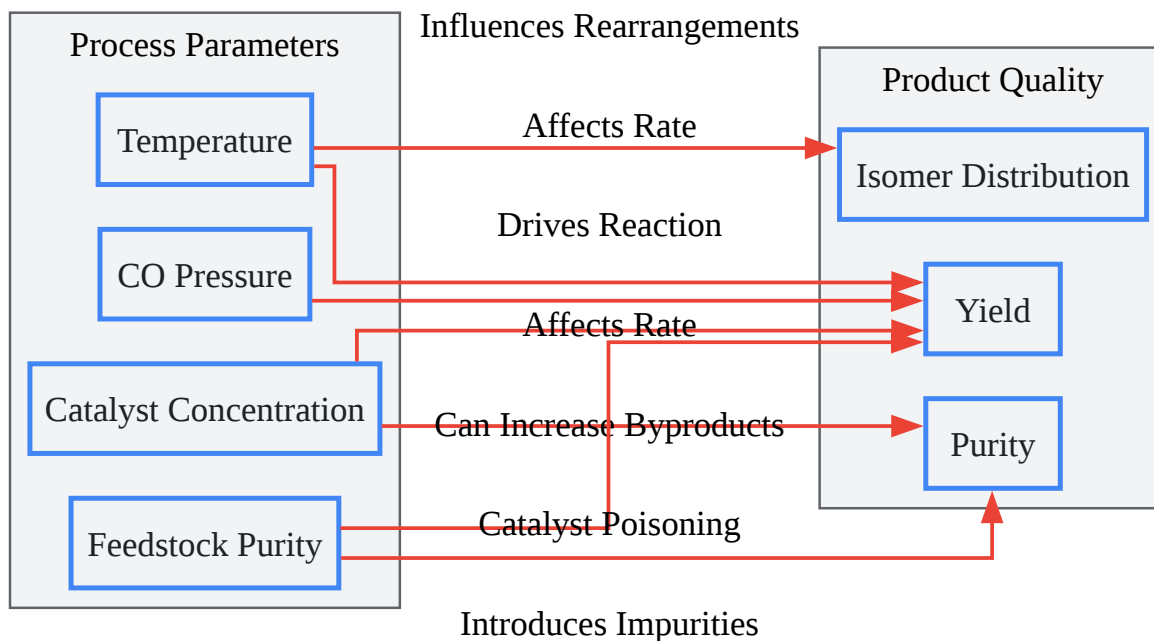 Influences Rearrangements
Process Parameters
Product Quality
Temperature
Affects Rate
Isomer Distribution
Drives Reaction
CO Pressure
Yield
Affects Rate
Catalyst Concentration
Can Increase Byproducts
Purity
Catalyst Poisoning
Feedstock Purity
Introduces Impurities